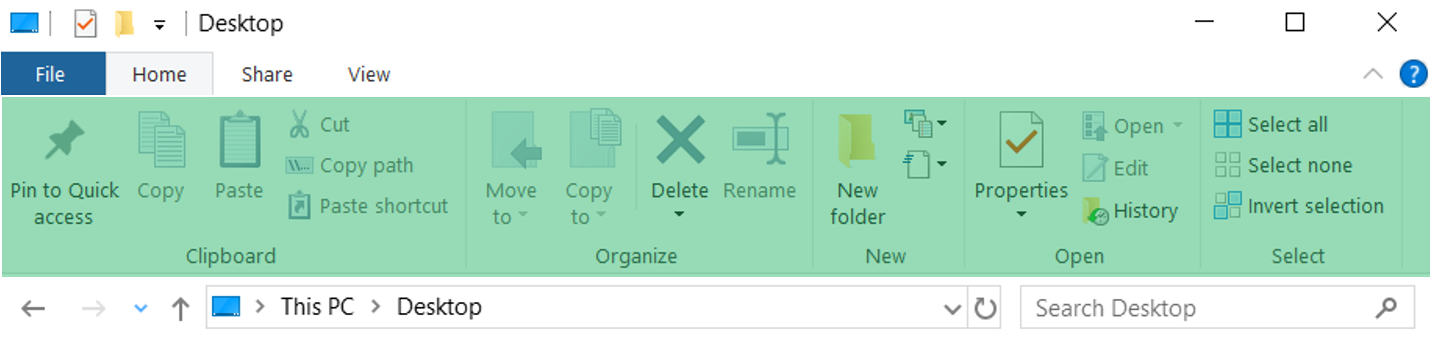 Desktop
File Home Share View
Pin to Quick access
Copy
Paste
Cut
Copy path
Paste shortcut
Clipboard
Move to
Copy to
Delete
Rename
Organize
New folder
New
Properties
Open
Edit
History
Open
Select all
Select none
Invert selection
Select
This PC Desktop
Search Desktop